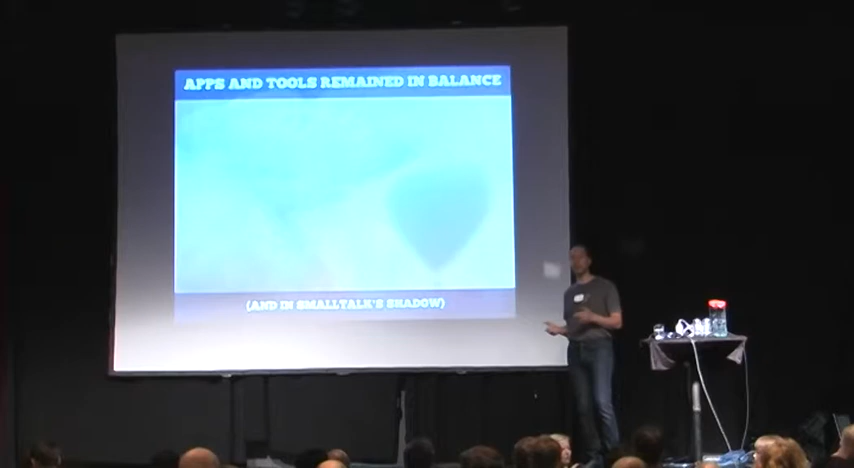 APPS AND TOOLS REMAINED IN BALANCE
(AND IN SMALLTALK'S SHADOW)